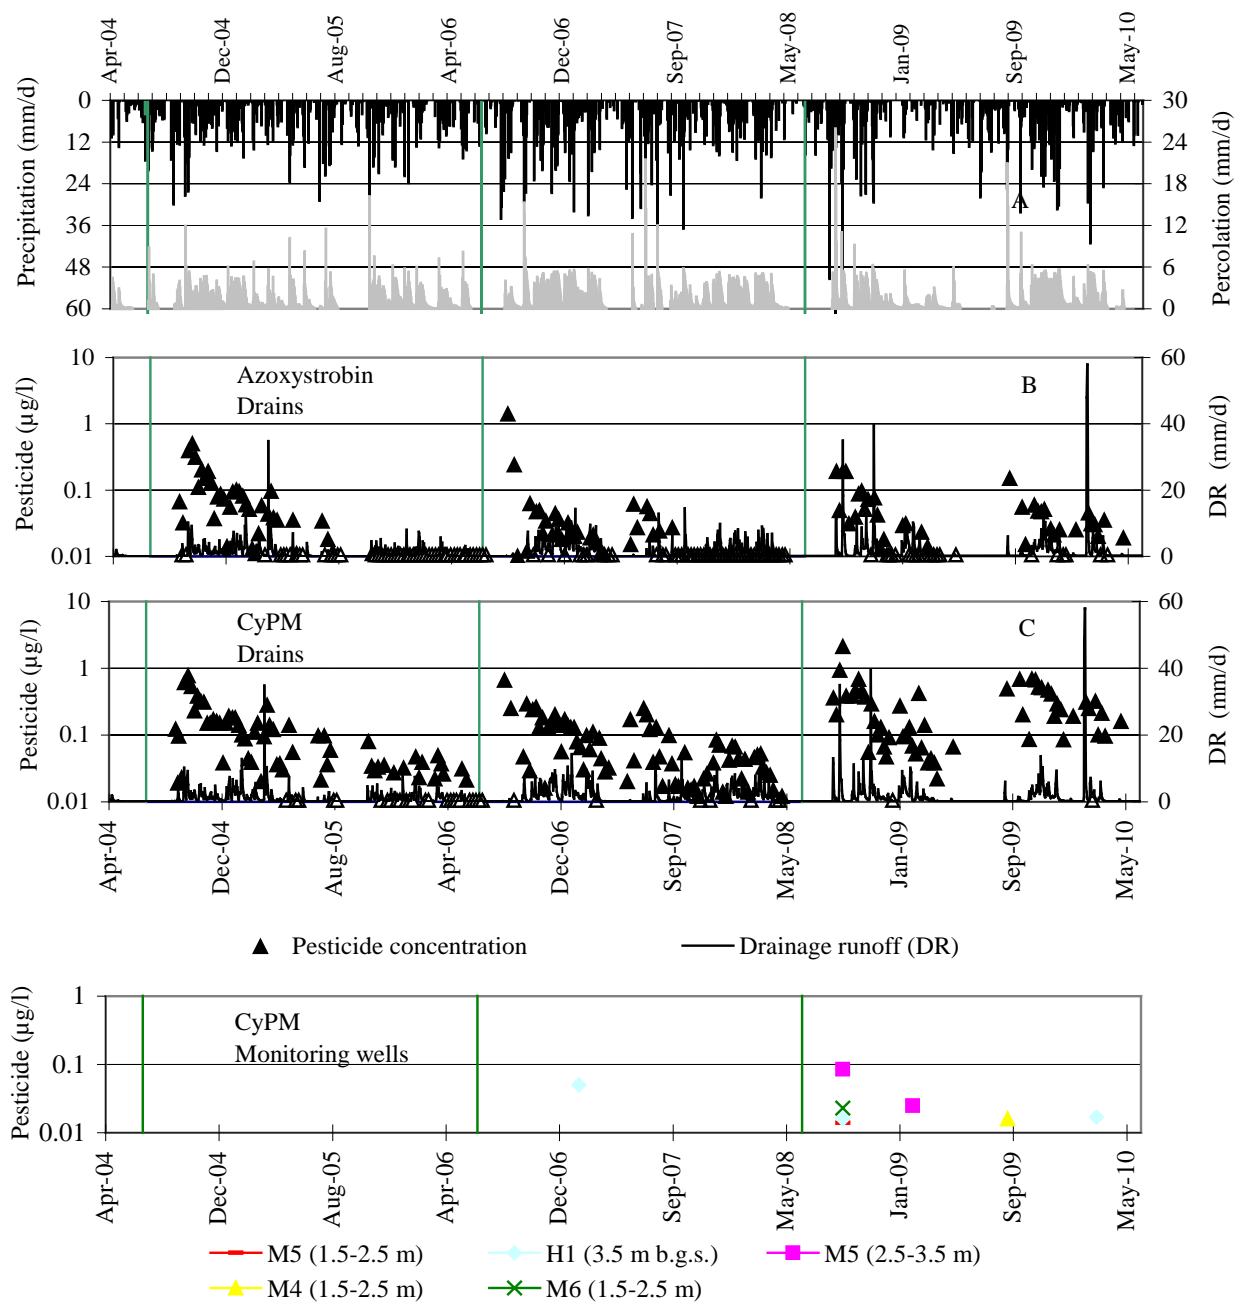 Apr-04 Dec-04 Aug-05 Apr-06 Dec-06 Sep-07 May-08 Jan-09 Sep-09 May-10
Precipitation (mm/d)
0 12 24 36 48 60
A
30 24 18 12 6 0
Percolation (mm/d)
Pesticide (µg/l)
10 1 0.1 0.01
Azoxystrobin
Drains
B
60 40 20 0
DR (mm/d)
Pesticide (µg/l)
10 1 0.1 0.01
CyPM
Drains
C
60 40 20 0
DR (mm/d)
Apr-04 Dec-04 Aug-05 Apr-06 Dec-06 Sep-07 May-08 Jan-09 Sep-09 May-10
Pesticide concentration
Drainage runoff (DR)
Pesticide (µg/l)
1 0.1 0.01
CyPM
Monitoring wells
Apr-04 Dec-04 Aug-05 Apr-06 Dec-06 Sep-07 May-08 Jan-09 Sep-09 May-10
M5 (1.5-2.5 m) H1 (3.5 m b.g.s.) M5 (2.5-3.5 m)
M4 (1.5-2.5 m) M6 (1.5-2.5 m)